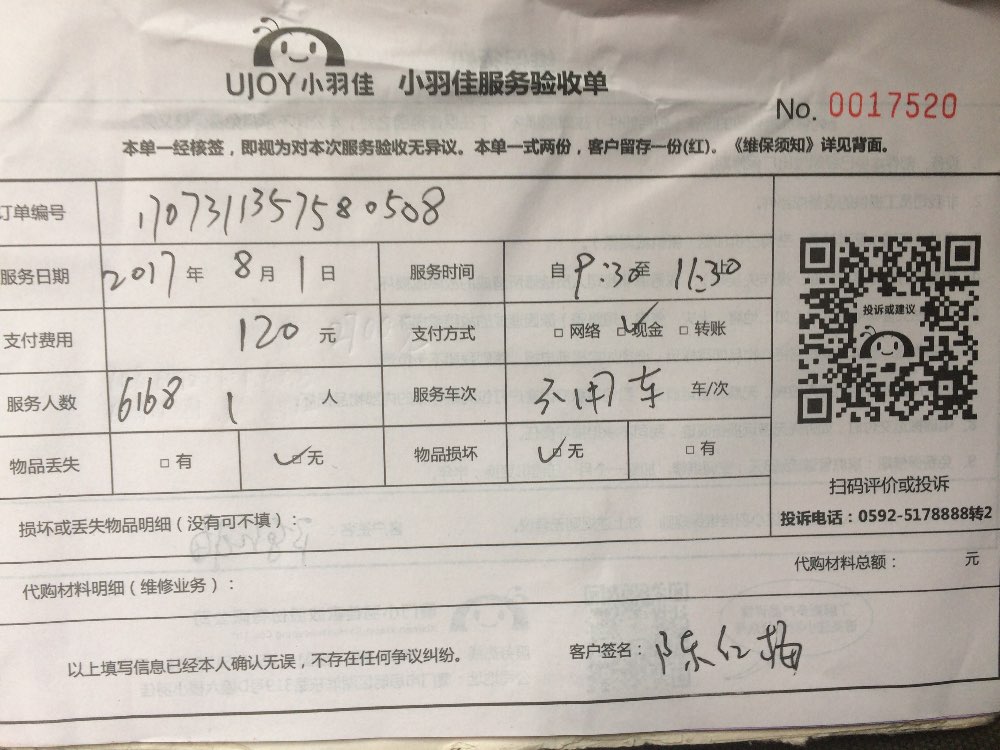 UJOY小羽佳 小羽佳服务验收单
No. 0017520
本单一经核签，即视为对本次服务验收无异议。本单一式两份，客户留存一份(红)。《维保须知》详见背面。
订单编号 170731135758 0508
服务日期 2017 年 8 月 1 日 服务时间 自 9:30 至 11:30
支付费用 120 元 支付方式 □ 网络 □ 现金 □ 转账
服务人数 6168 1 人 服务车次 车 车/次
物品丢失 □ 有 □ 无 物品损坏 □ 无 □ 有
投诉或建议
扫码评价或投诉
投诉电话：0592-5178888转2
损坏或丢失物品明细（没有可不填）：
代购材料明细（维修业务）： 代购材料总额： 元
以上填写信息已经本人确认无误，不存在任何争议纠纷。 客户签名：陈红梅